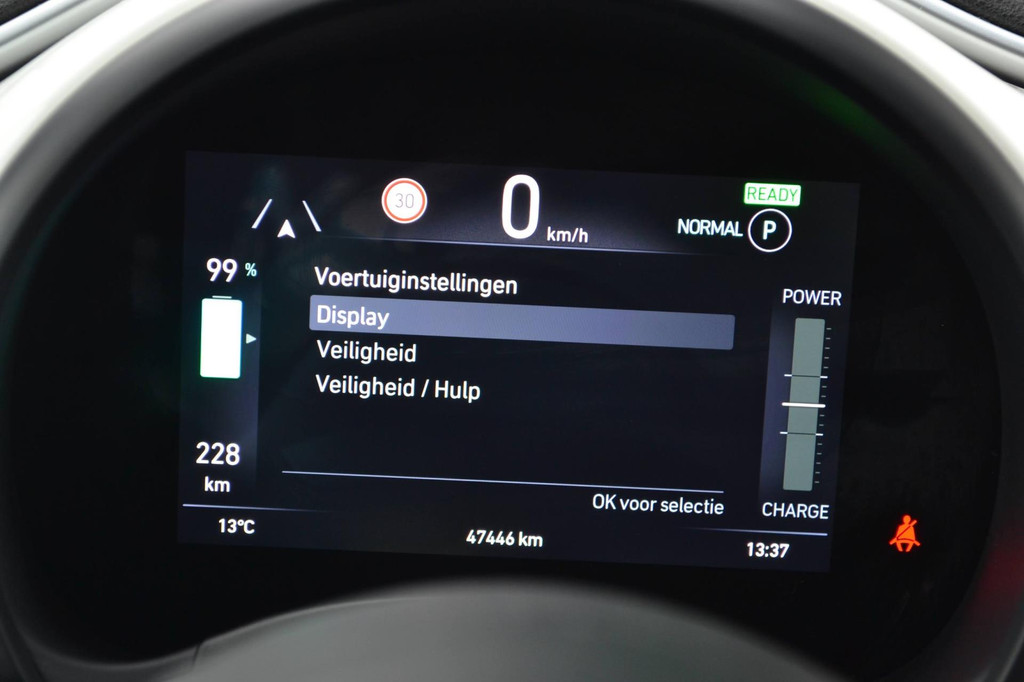 READY
30
0 km/h
NORMAL P
99 %
Voertuiginstellingen
POWER
Display
Veiligheid
Veiligheid / Hulp
228
km
OK voor selectie
CHARGE
13°C
47446 km
13:37